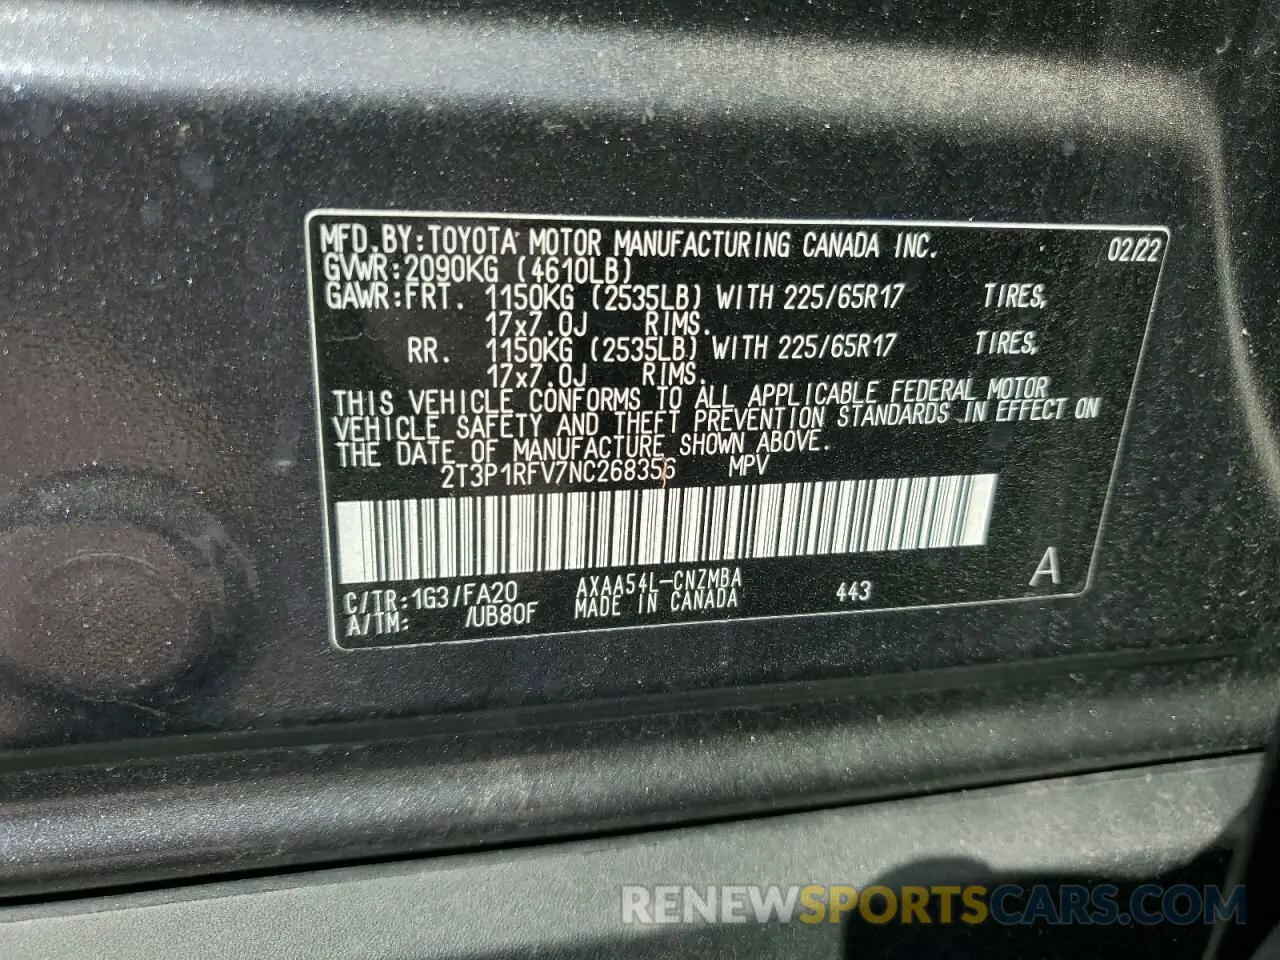 MFD.BY:TOYOTA MOTOR MANUFACTURING CANADA INC. 02/22
GVWR:2090KG (4610LB)
GAWR:FRT. 1150KG (2535LB) WITH 225/65R17 TIRES,
17x7.0J RIMS.
RR. 1150KG (2535LB) WITH 225/65R17 TIRES,
17x7.0J RIMS.
THIS VEHICLE CONFORMS TO ALL APPLICABLE FEDERAL MOTOR
VEHICLE SAFETY AND THEFT PREVENTION STANDARDS IN EFFECT ON
THE DATE OF MANUFACTURE SHOWN ABOVE.
2T3P1RFV7NC268356 MPV
C/TR:1G3/FA20 AXAA54L-CNZMBA 443 A
A/TM: /UB80F MADE IN CANADA
RENEWSPORTSCARS.COM